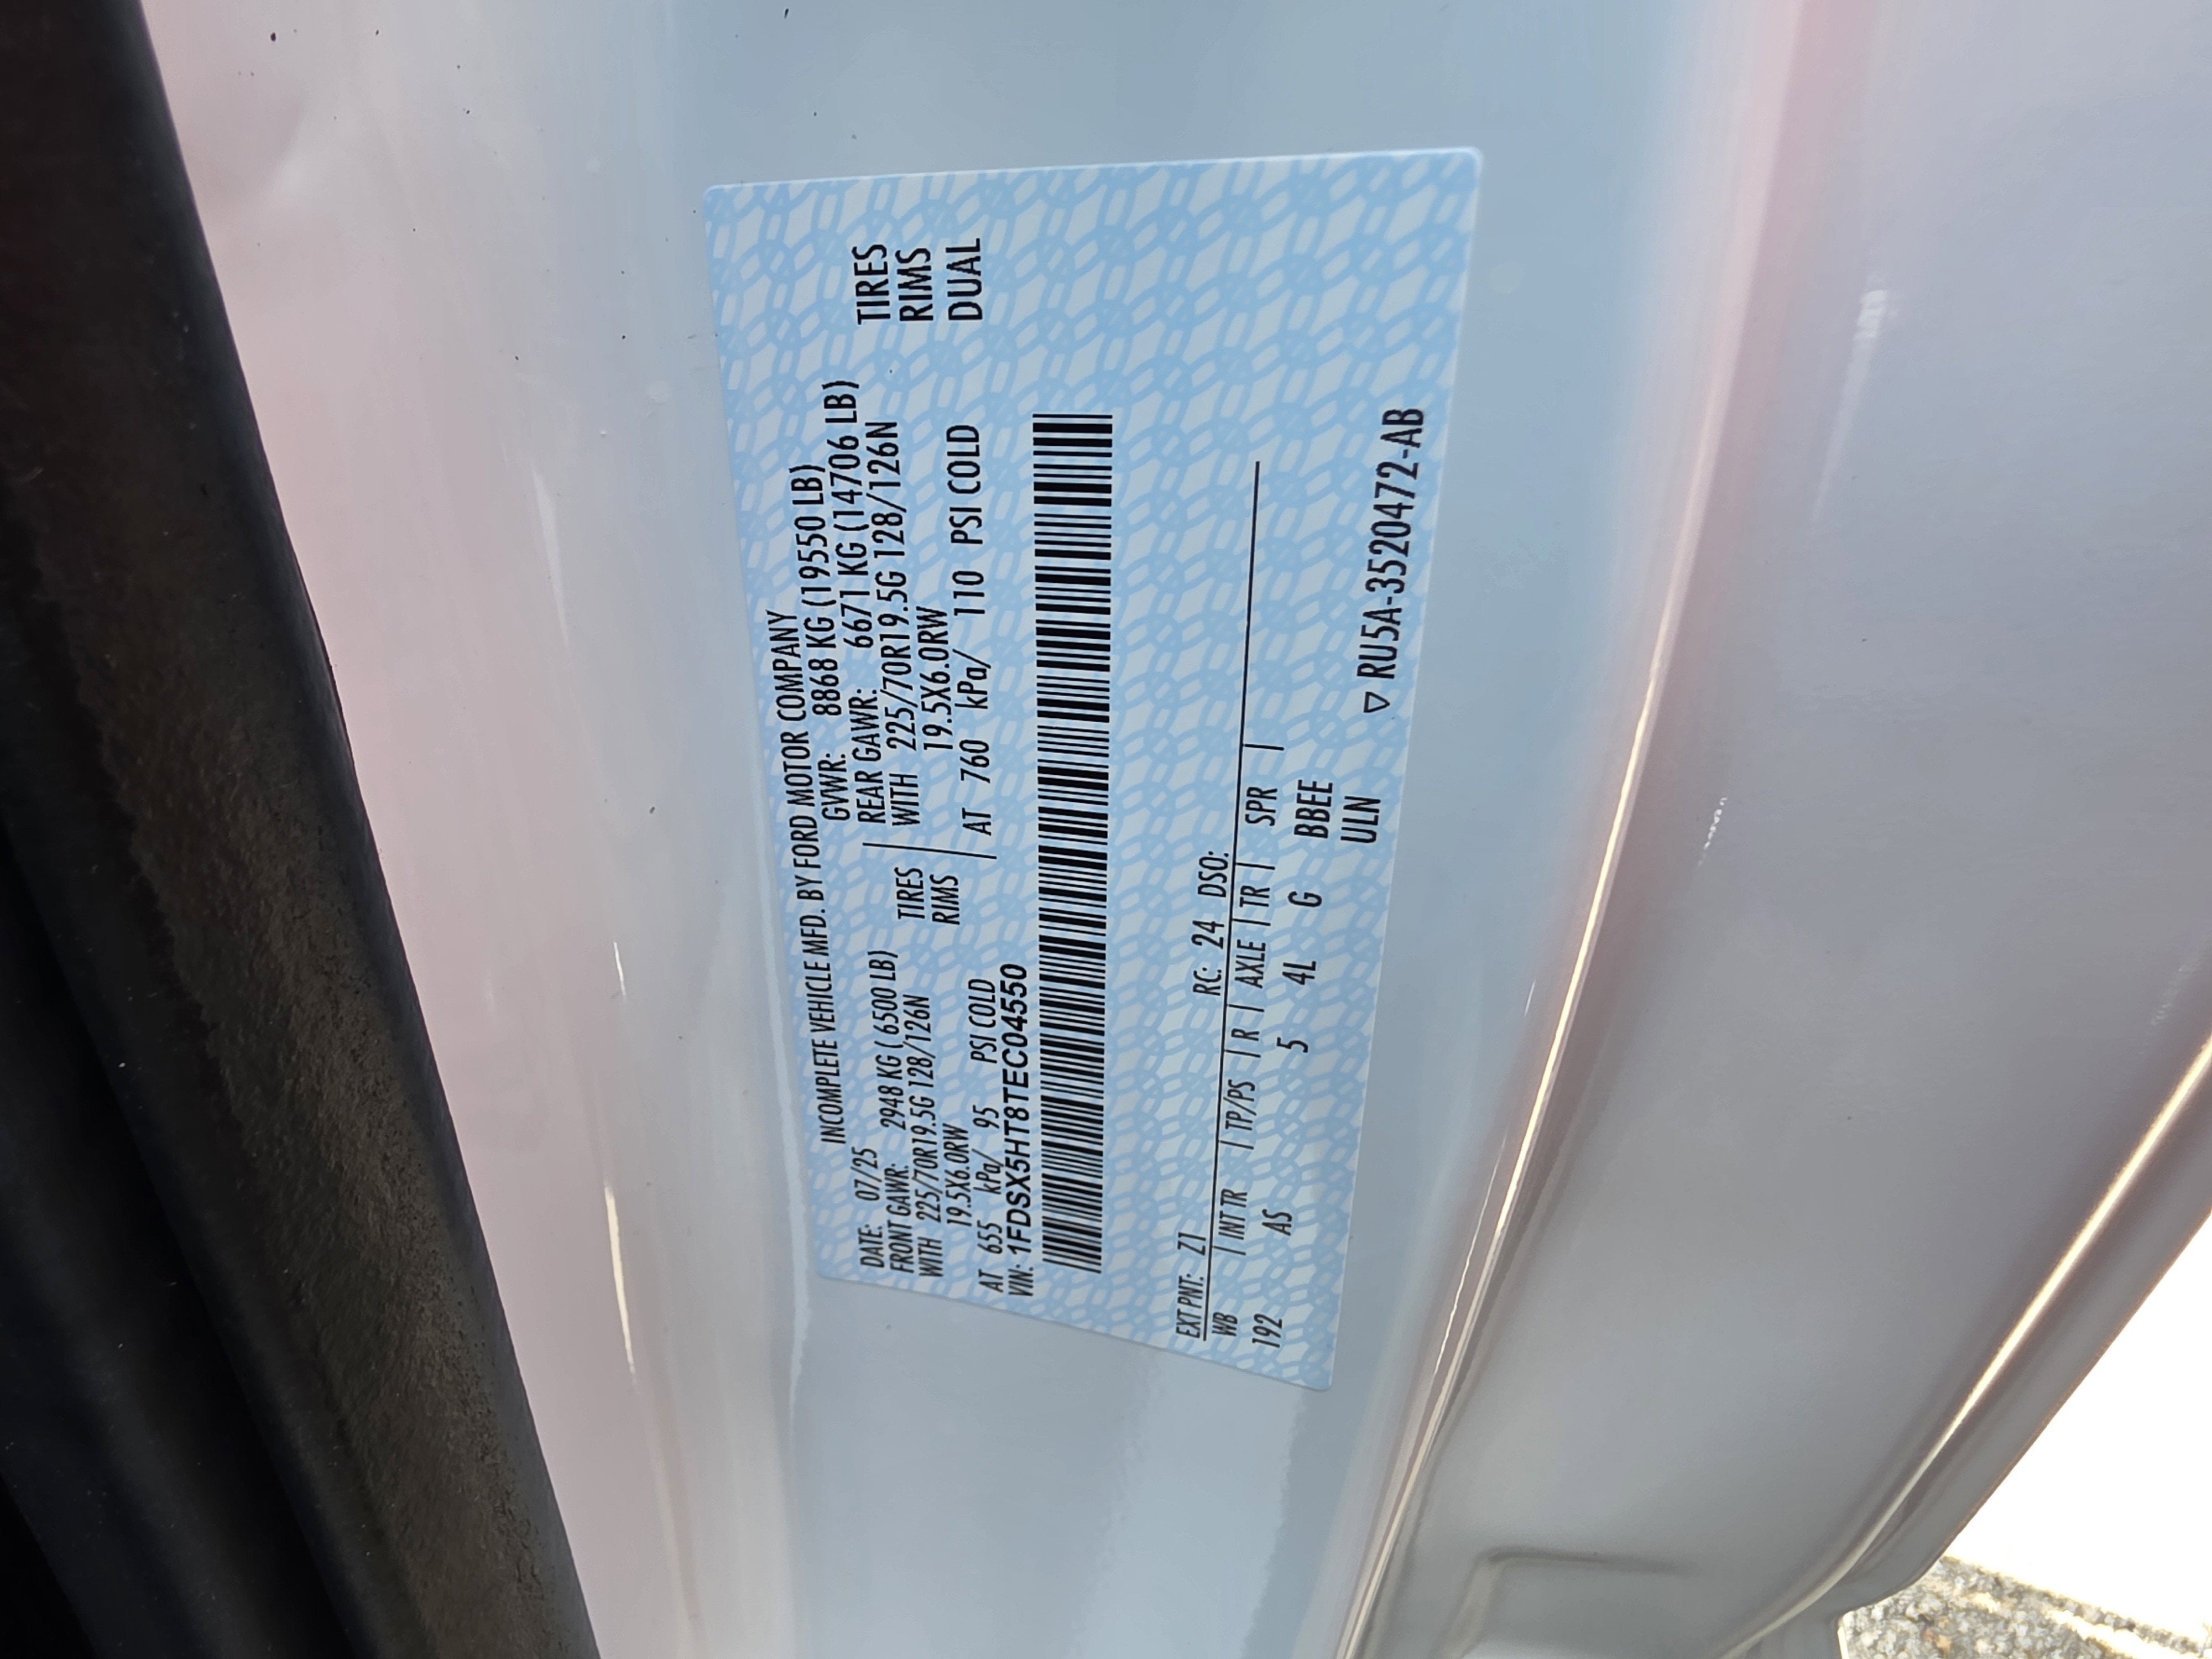 INCOMPLETE VEHICLE MFD. BY FORD MOTOR COMPANY
DATE: 07/25 GVWR: 8868 KG (19550 LB)
FRONT GAWR: 2948 KG (6500 LB) REAR GAWR: 6671 KG (14706 LB)
WITH 225/70R19.5G 128/126N TIRES WITH 225/70R19.5G 128/126N TIRES
19.5X6.0RW RIMS 19.5X6.0RW RIMS
AT 655 kPa/ 95 PSI COLD AT 760 kPa/ 110 PSI COLD DUAL
VIN: 1FDSX5HT8TEC04550
EXT PNT: Z1 RC: 24 DSO:
WB | INT TR | TP/PS | R | AXLE | TR | SPR |
192 AS 5 4L G BBEE
ULN
▽ RU5A-3520472-AB